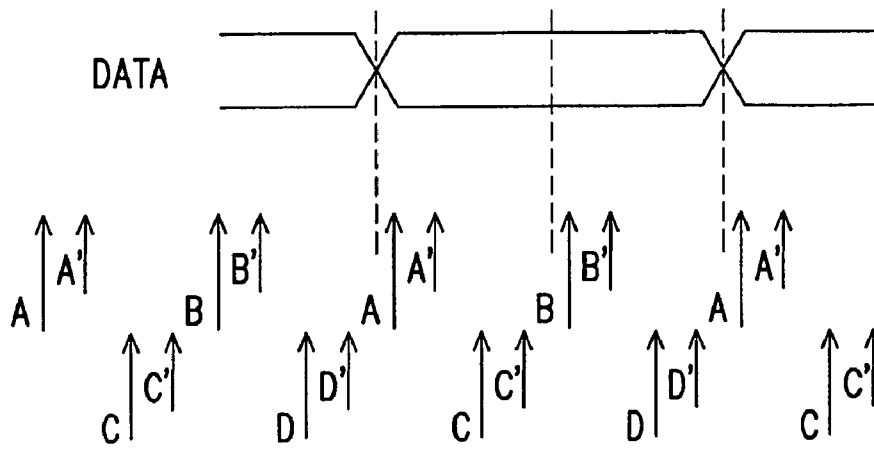 DATA
A A' B B' A A' B B' A A'
C C' D D' C C' D D' C C'